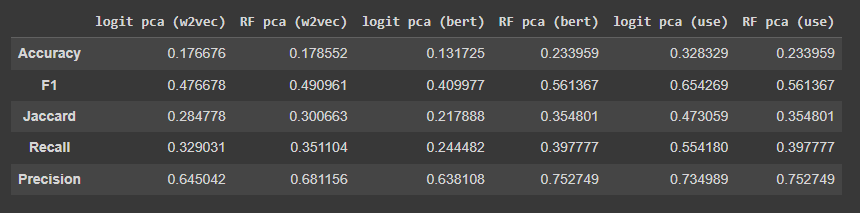 logit pca (w2vec) RF pca (w2vec) logit pca (bert) RF pca (bert) logit pca (use) RF pca (use)
Accuracy 0.176676 0.178552 0.131725 0.233959 0.328329 0.233959
F1 0.476678 0.490961 0.409977 0.561367 0.654269 0.561367
Jaccard 0.284778 0.300663 0.217888 0.354801 0.473059 0.354801
Recall 0.329031 0.351104 0.244482 0.397777 0.554180 0.397777
Precision 0.645042 0.681156 0.638108 0.752749 0.734989 0.752749